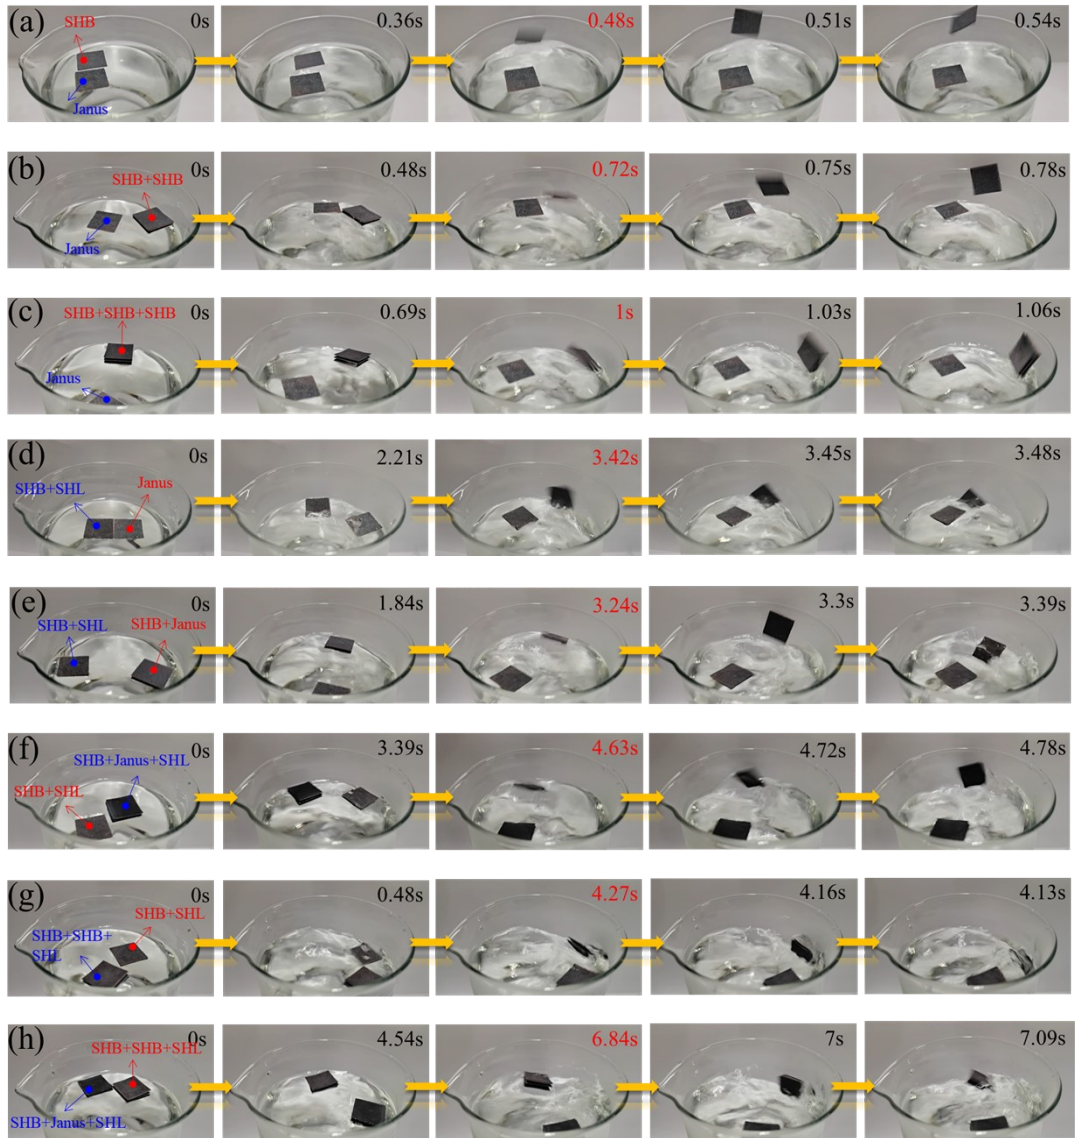 (a)
SHB
0s
0.36s
0.48s
0.51s
0.54s
Janus
(b)
SHB+SHB
0s
0.48s
0.72s
0.75s
0.78s
Janus
(c)
SHB+SHB+SHB
0s
0.69s
1s
1.03s
1.06s
Janus
(d)
SHB+SHL
Janus
0s
2.21s
3.42s
3.45s
3.48s
(e)
SHB+SHL
SHB+Janus
0s
1.84s
3.24s
3.3s
3.39s
(f)
SHB+Janus+SHL
0s
3.39s
4.63s
4.72s
4.78s
SHB+SHL
(g)
SHB+SHL
0s
0.48s
4.27s
4.16s
4.13s
SHB+SHB+
SHL
(h)
SHB+SHB+SHL
0s
4.54s
6.84s
7s
7.09s
SHB+Janus+SHL